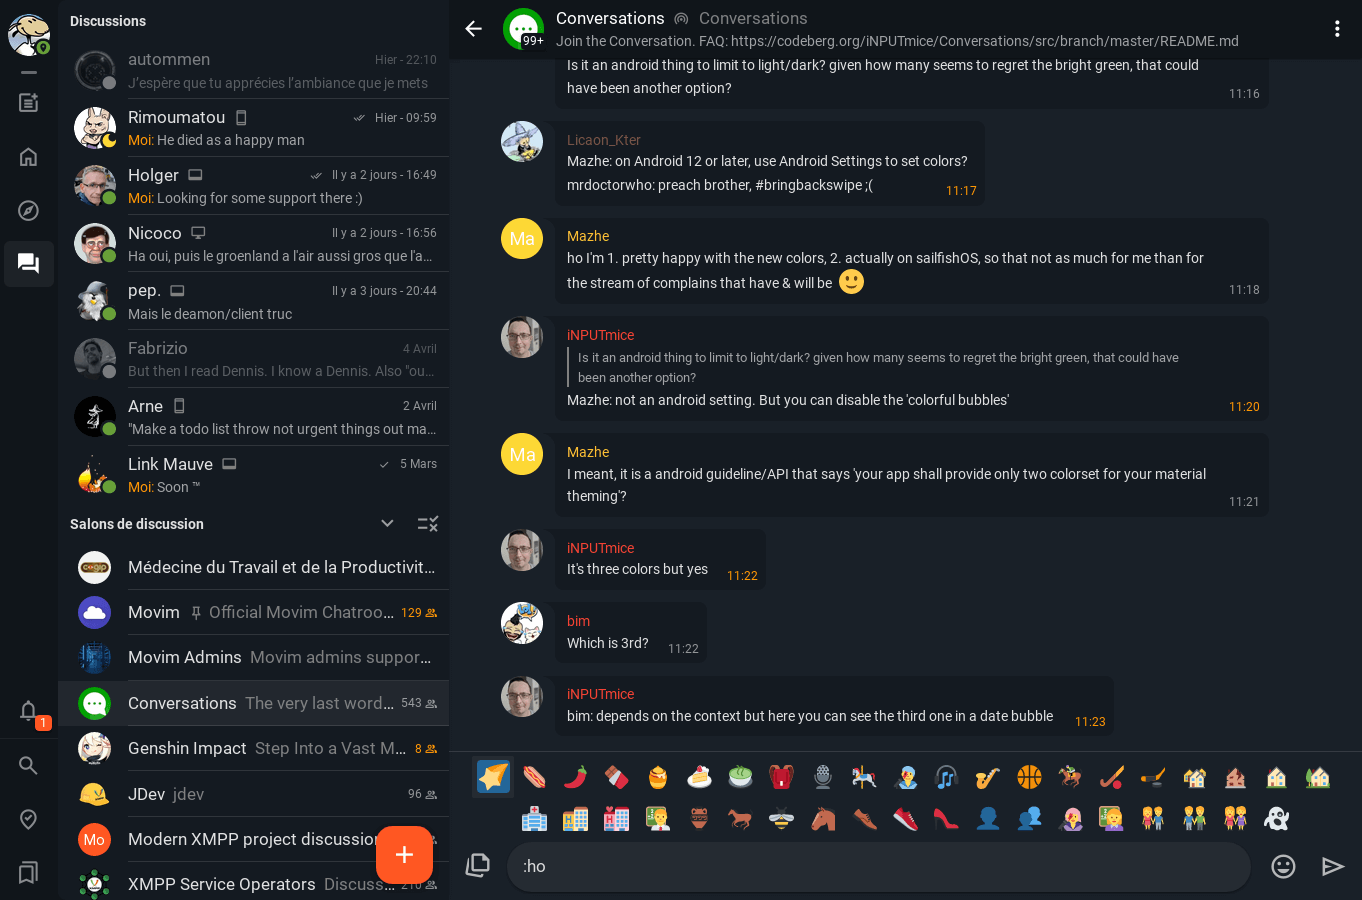 Discussions
autommen
Hier - 22:10
J'espère que tu apprécies l'ambiance que je mets
Rimoumatou
Hier - 09:59
Moi: He died as a happy man
Holger
Il y a 2 jours - 16:49
Moi: Looking for some support there :)
Nicoco
Il y a 2 jours - 16:56
Ha oui, puis le groenland a l'air aussi gros que l'a…
pep.
Il y a 3 jours - 20:44
Mais le deamon/client truc
Fabrizio
4 Avril
But then I read Dennis. I know a Dennis. Also "ou…
Arne
2 Avril
"Make a todo list throw not urgent things out ma…
Link Mauve
5 Mars
Moi: Soon ™
Salons de discussion
Médecine du Travail et de la Productivit…
Movim Official Movim Chatroo… 129
Movim Admins Movim admins suppor…
Conversations The very last word… 543
Genshin Impact Step Into a Vast M… 8
JDev jdev 96
Mo Modern XMPP project discussion
XMPP Service Operators Discuss… 210
1
+
99+
Conversations Conversations
Join the Conversation. FAQ: https://codeberg.org/iNPUTmice/Conversations/src/branch/master/README.md
Is it an android thing to limit to light/dark? given how many seems to regret the bright green, that could
have been another option?
11:16
Licaon_Kter
Mazhe: on Android 12 or later, use Android Settings to set colors?
mrdoctorwho: preach brother, #bringbackswipe ;(
11:17
Ma
Mazhe
ho I'm 1. pretty happy with the new colors, 2. actually on sailfishOS, so that not as much for me than for
the stream of complains that have & will be 🙂
11:18
iNPUTmice
Is it an android thing to limit to light/dark? given how many seems to regret the bright green, that could have
been another option?
Mazhe: not an android setting. But you can disable the 'colorful bubbles'
11:20
Ma
Mazhe
I meant, it is a android guideline/API that says 'your app shall provide only two colorset for your material
theming'?
11:21
iNPUTmice
It's three colors but yes
11:22
bim
Which is 3rd?
11:22
iNPUTmice
bim: depends on the context but here you can see the third one in a date bubble
11:23
:ho